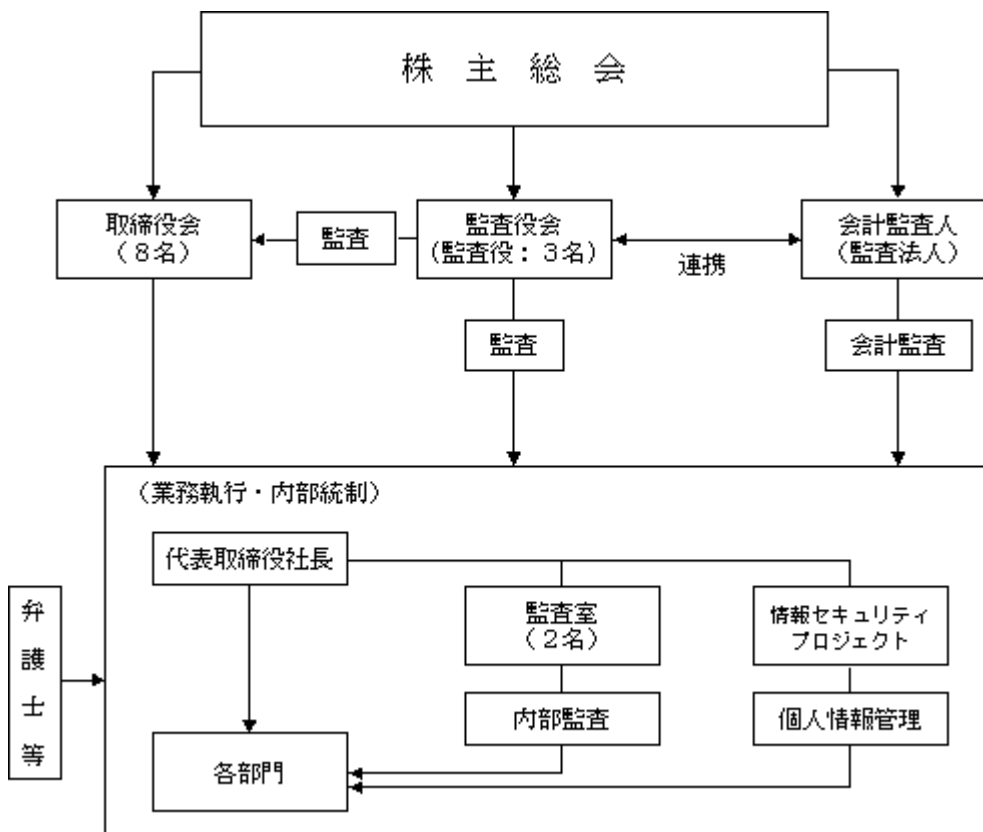 株主総会
取締役会
(8名)
監査
監査役会
(監査役:3名)
連携
会計監査人
(監査法人)
監査
会計監査
(業務執行・内部統制)
代表取締役社長
弁護士等
監査室
(2名)
情報セキュリティ
プロジェクト
内部監査
個人情報管理
各部門